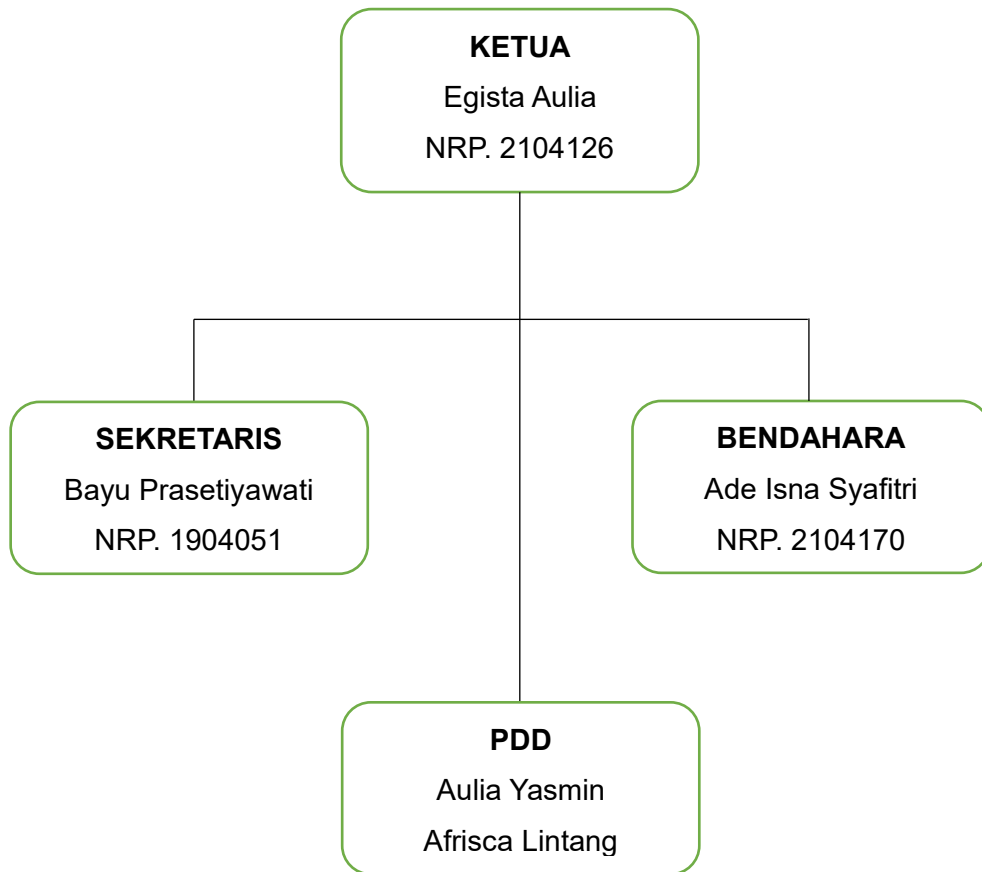 KETUA
Egista Aulia
NRP. 2104126
SEKRETARIS
Bayu Prasetiyawati
NRP. 1904051
BENDAHARA
Ade Isna Syafitri
NRP. 2104170
PDD
Aulia Yasmin
Afrisca Lintang